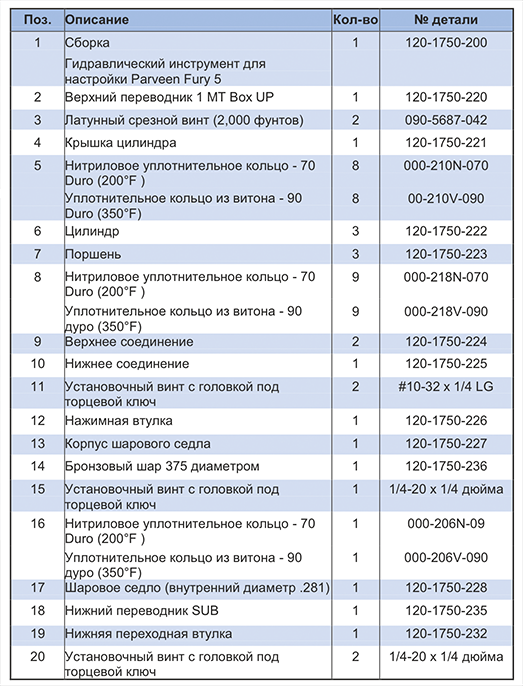 Поз. Описание Кол-во № детали
1 Сборка 1 120-1750-200
Гидравлический инструмент для
настройки Parveen Fury 5
2 Верхний переводник 1 MT Box UP 1 120-1750-220
3 Латунный срезной винт (2,000 фунтов) 2 090-5687-042
4 Крышка цилиндра 1 120-1750-221
5 Нитриловое уплотнительное кольцо - 70 8 000-210N-070
Duro (200°F )
Уплотнительное кольцо из витона - 90 8 00-210V-090
Duro (350°F)
6 Цилиндр 3 120-1750-222
7 Поршень 3 120-1750-223
8 Нитриловое уплотнительное кольцо - 70 9 000-218N-070
Duro (200°F )
Уплотнительное кольцо из витона - 90 9 000-218V-090
дуро (350°F)
9 Верхнее соединение 2 120-1750-224
10 Нижнее соединение 1 120-1750-225
11 Установочный винт с головкой под 2 #10-32 x 1/4 LG
торцевой ключ
12 Нажимная втулка 1 120-1750-226
13 Корпус шарового седла 1 120-1750-227
14 Бронзовый шар 375 диаметром 1 120-1750-236
15 Установочный винт с головкой под 1 1/4-20 x 1/4 дюйма
торцевой ключ
16 Нитриловое уплотнительное кольцо - 70 1 000-206N-09
Duro (200°F )
Уплотнительное кольцо из витона - 90 1 000-206V-090
дуро (350°F)
17 Шаровое седло (внутренний диаметр .281) 1 120-1750-228
18 Нижний переводник SUB 1 120-1750-235
19 Нижняя переходная втулка 1 120-1750-232
20 Установочный винт с головкой под 2 1/4-20 x 1/4 дюйма
торцевой ключ